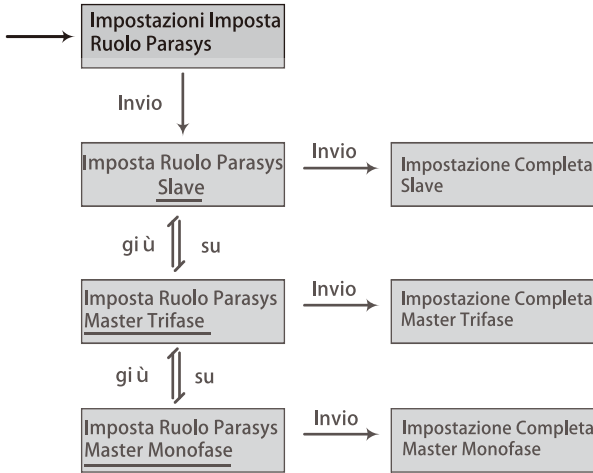 Impostazioni Imposta
Ruolo Parasys
Invio
Imposta Ruolo Parasys
Slave
Invio
Impostazione Completa
Slave
gi ù
su
Imposta Ruolo Parasys
Master Trifase
Invio
Impostazione Completa
Master Trifase
gi ù
su
Imposta Ruolo Parasys
Master Monofase
Invio
Impostazione Completa
Master Monofase